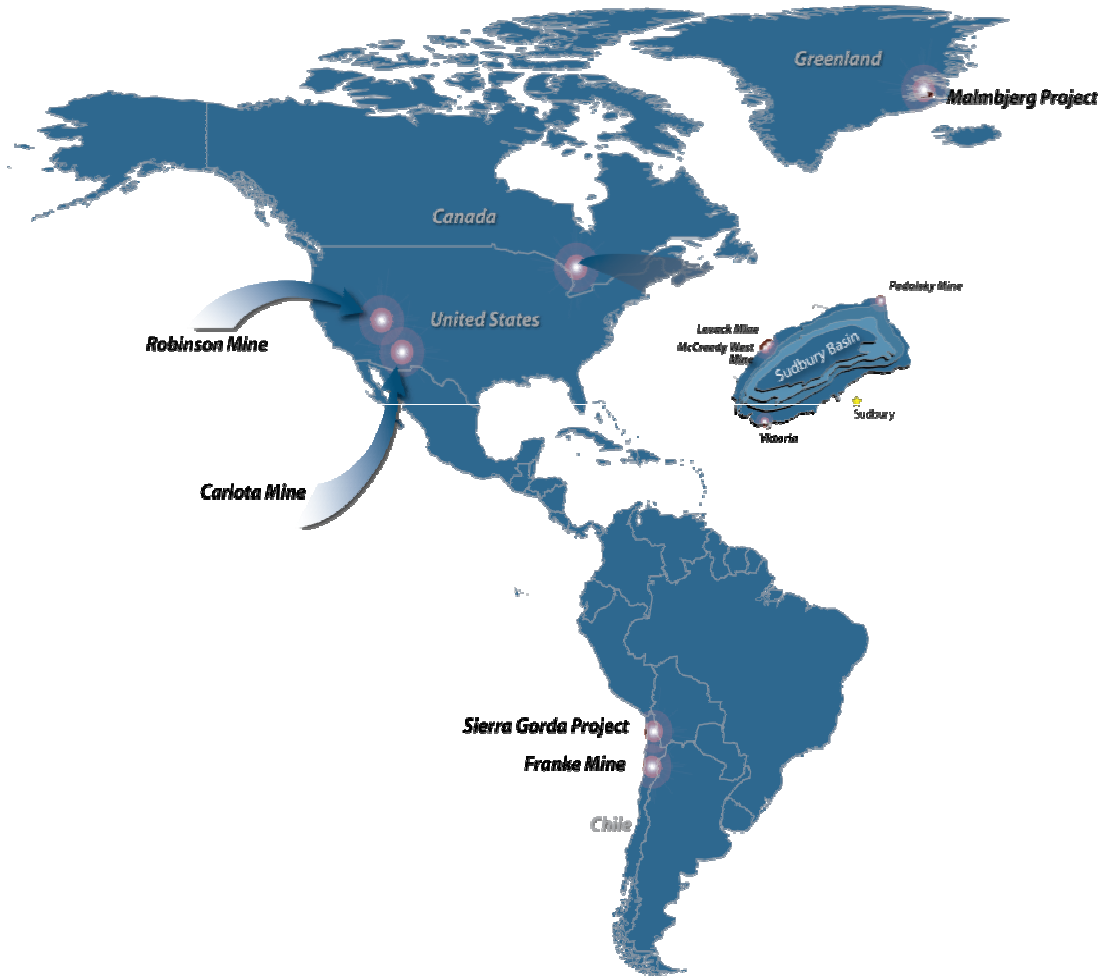 Greenland
Malmbjerg Project
Canada
Podolsky Mine
United States
Robinson Mine
Levack Mine
McCreedy West
Mine
Sudbury Basin
Sudbury
Victoria
Carlota Mine
Sierra Gorda Project
Franke Mine
Chile